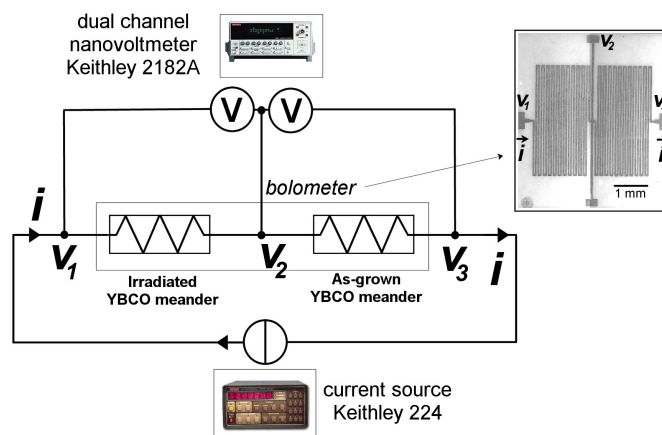 dual channel
nanovoltmeter
Keithley 2182A
V
V
V₂
V₁
i
i
1 mm
bolometer
i
V₁
V₂
V₃
i
Irradiated
YBCO meander
As-grown
YBCO meander
current source
Keithley 224